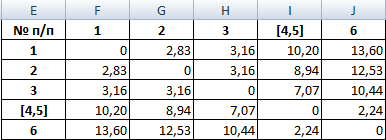 E F G H I J
№ п/п 1 2 3 [4,5] 6
1 0 2,83 3,16 10,20 13,60
2 2,83 0 3,16 8,94 12,53
3 3,16 3,16 0 7,07 10,44
[4,5] 10,20 8,94 7,07 0 2,24
6 13,60 12,53 10,44 2,24 0